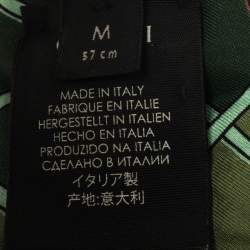 M
57 cm
MADE IN ITALY
FABRIQUE EN ITALIE
HERGESTELLT IN ITALIEN
HECHO EN ITALIA
PRODUZIDO NA ITALIA
СДЕЛАНО В ИТАЛИИ
イタリア製
产地:意大利